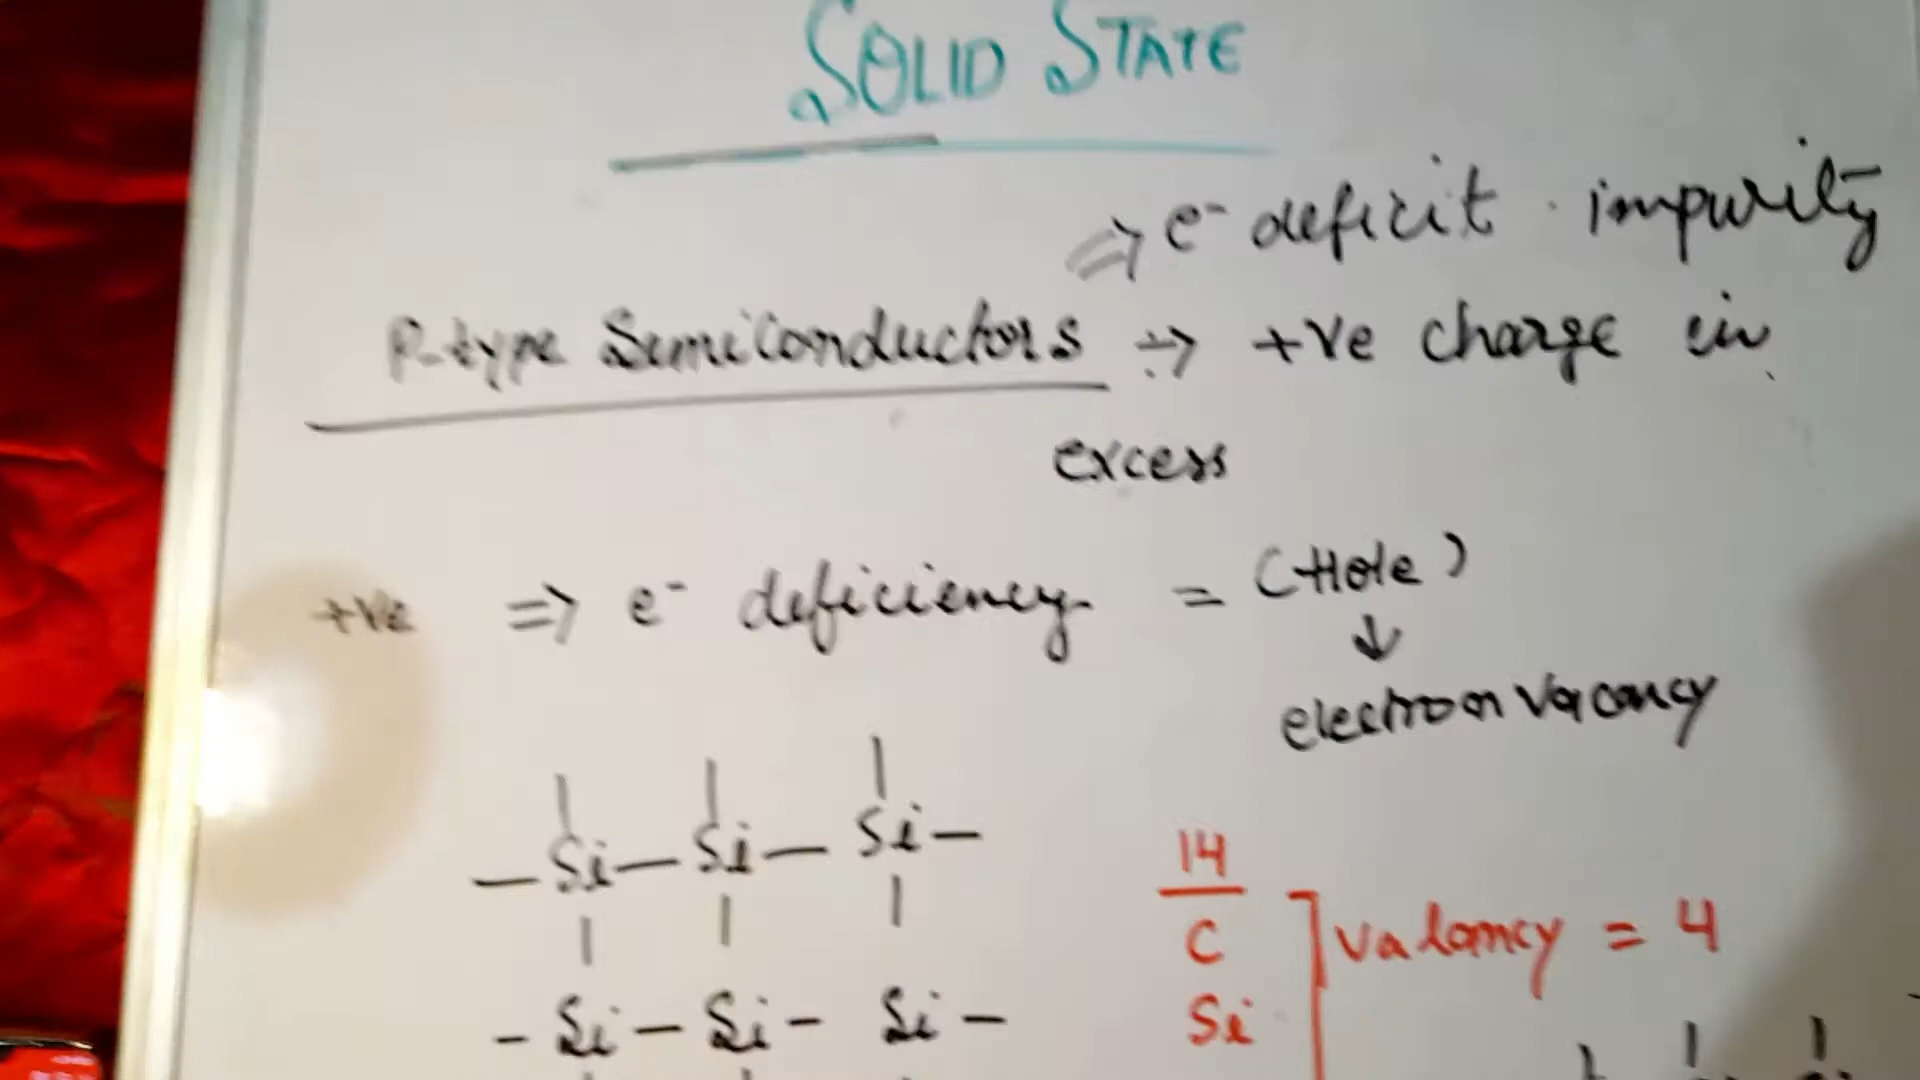 SOLID STATE
⇒ e⁻ deficit impurity
P-type Semiconductors ⇒ +ve charge in
excess
+ve ⇒ e⁻ deficiency = (Hole)
↓
electron vacancy
-Si-Si-Si-
14
C
valancy = 4
Si
-Si-Si-Si-